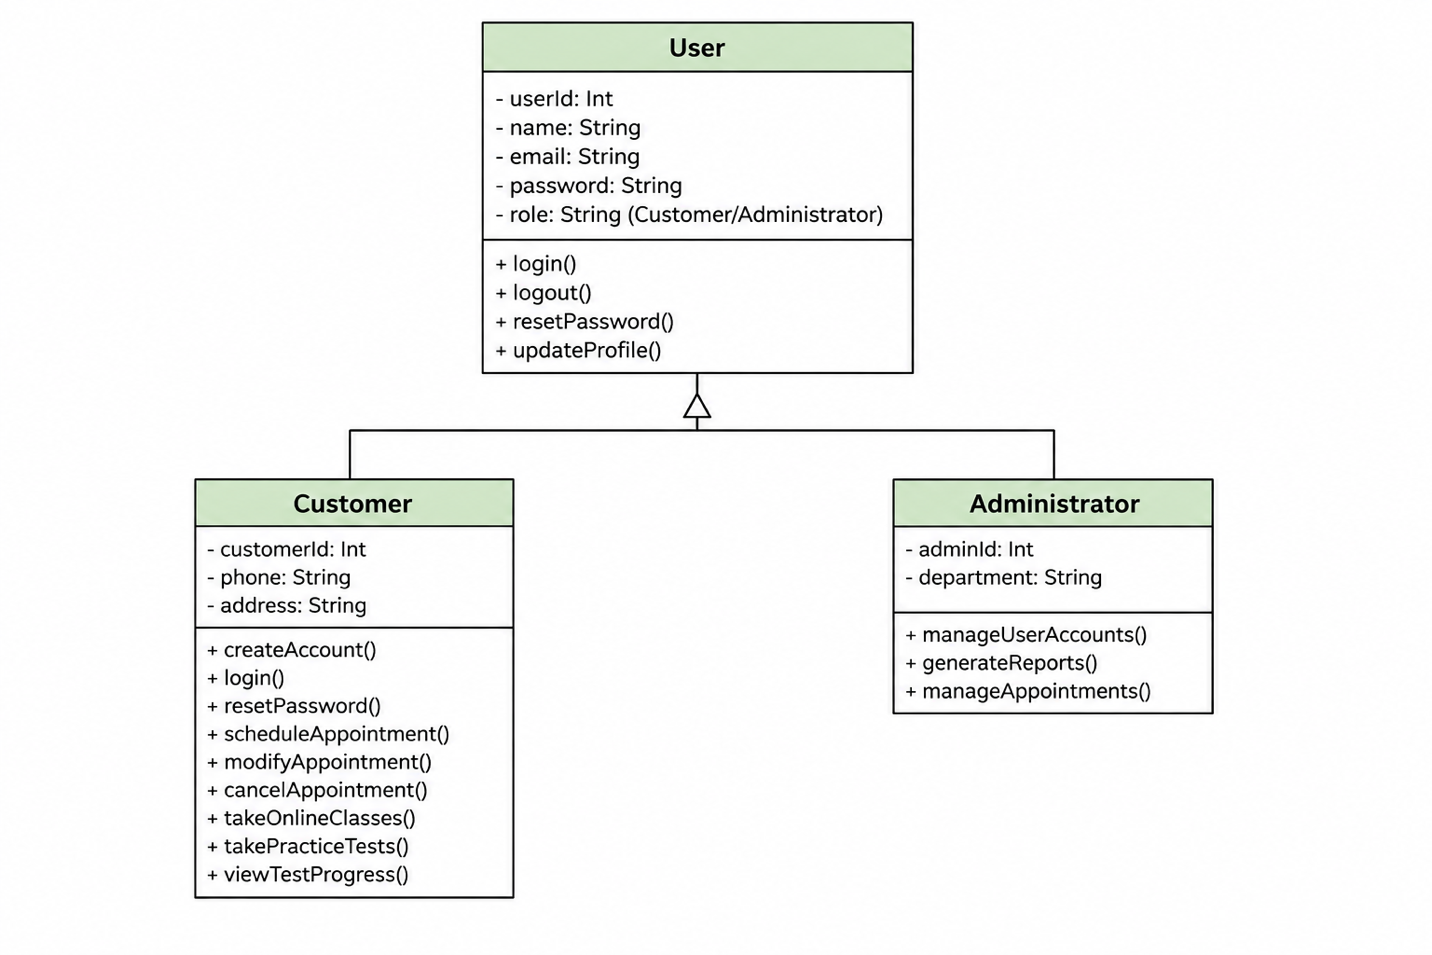 User
- userId: Int
- name: String
- email: String
- password: String
- role: String (Customer/Administrator)
+ login()
+ logout()
+ resetPassword()
+ updateProfile()
Customer
- customerId: Int
- phone: String
- address: String
+ createAccount()
+ login()
+ resetPassword()
+ scheduleAppointment()
+ modifyAppointment()
+ cancelAppointment()
+ takeOnlineClasses()
+ takePracticeTests()
+ viewTestProgress()
Administrator
- adminId: Int
- department: String
+ manageUserAccounts()
+ generateReports()
+ manageAppointments()